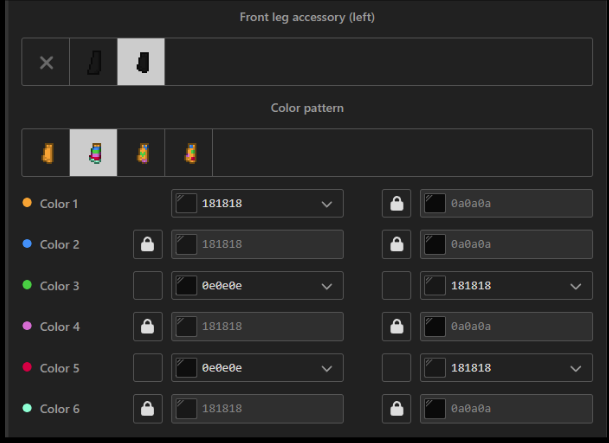 Front leg accessory (left)
Color pattern
Color 1 181818 0a0a0a
Color 2 181818 0a0a0a
Color 3 0e0e0e 181818
Color 4 181818 0a0a0a
Color 5 0e0e0e 181818
Color 6 181818 0a0a0a